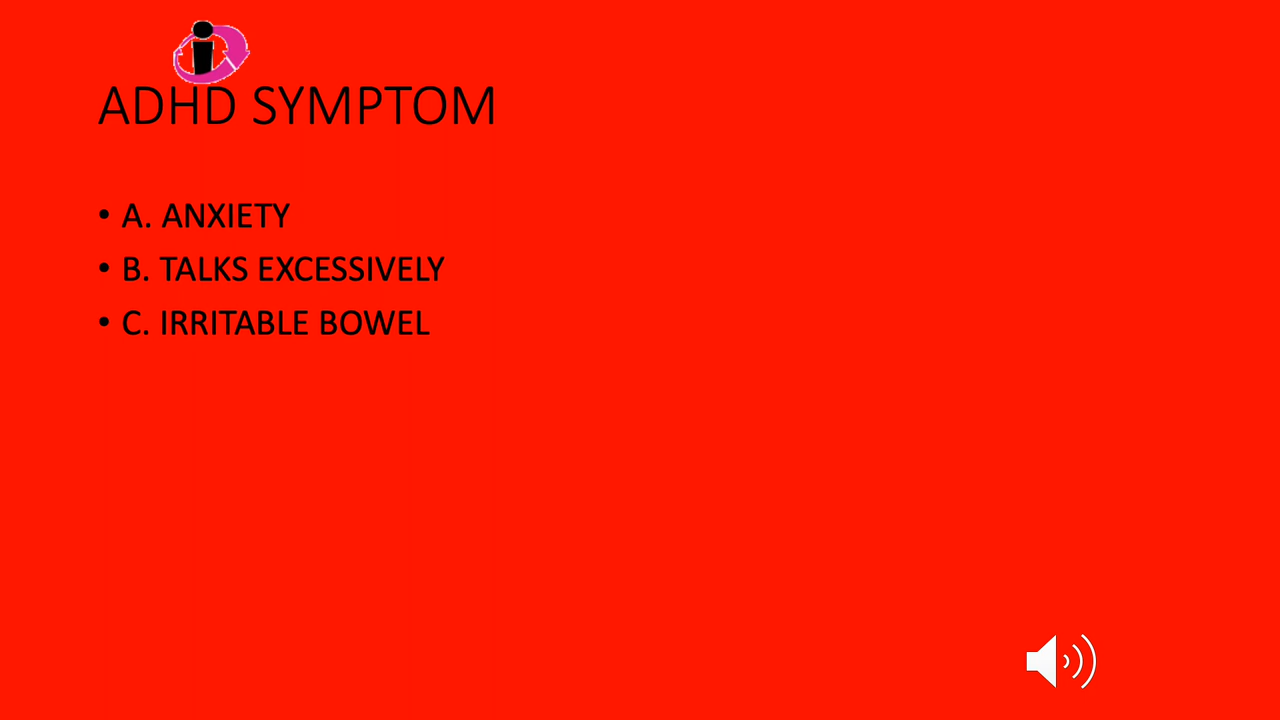 ADHD SYMPTOM
• A. ANXIETY
• B. TALKS EXCESSIVELY
• C. IRRITABLE BOWEL